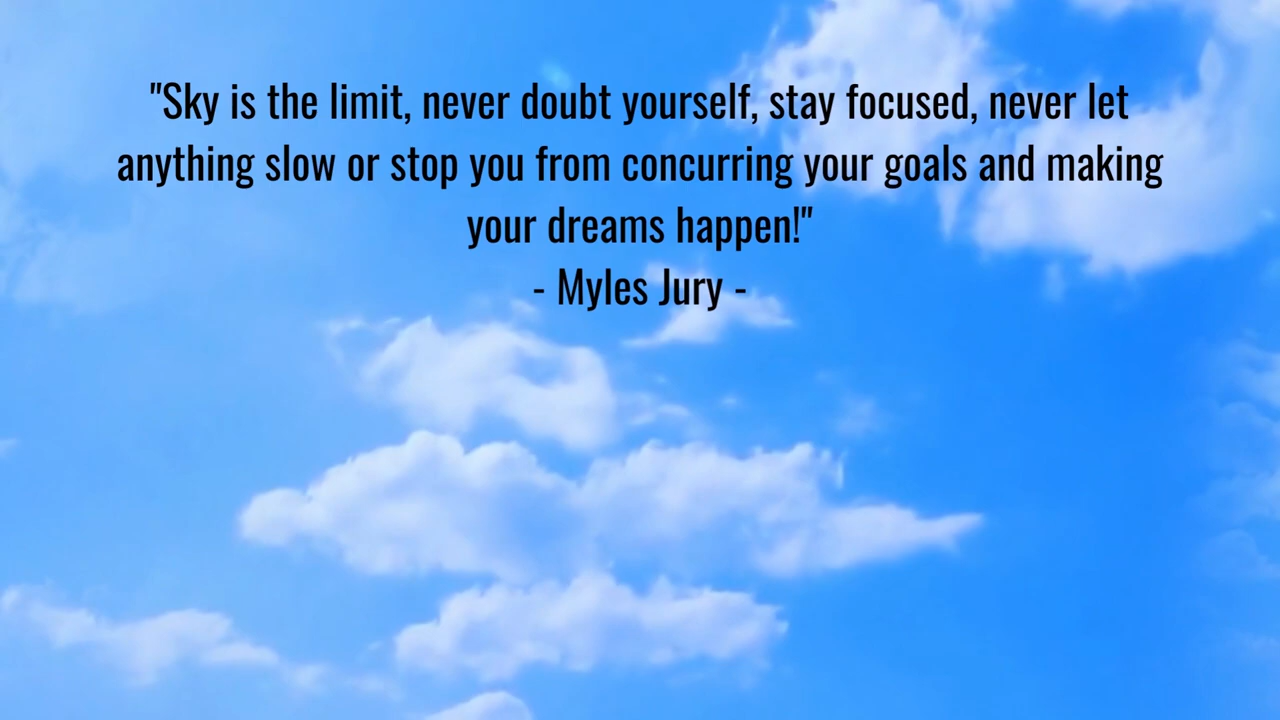 "Sky is the limit, never doubt yourself, stay focused, never let
anything slow or stop you from concurring your goals and making
your dreams happen!"
- Myles Jury -